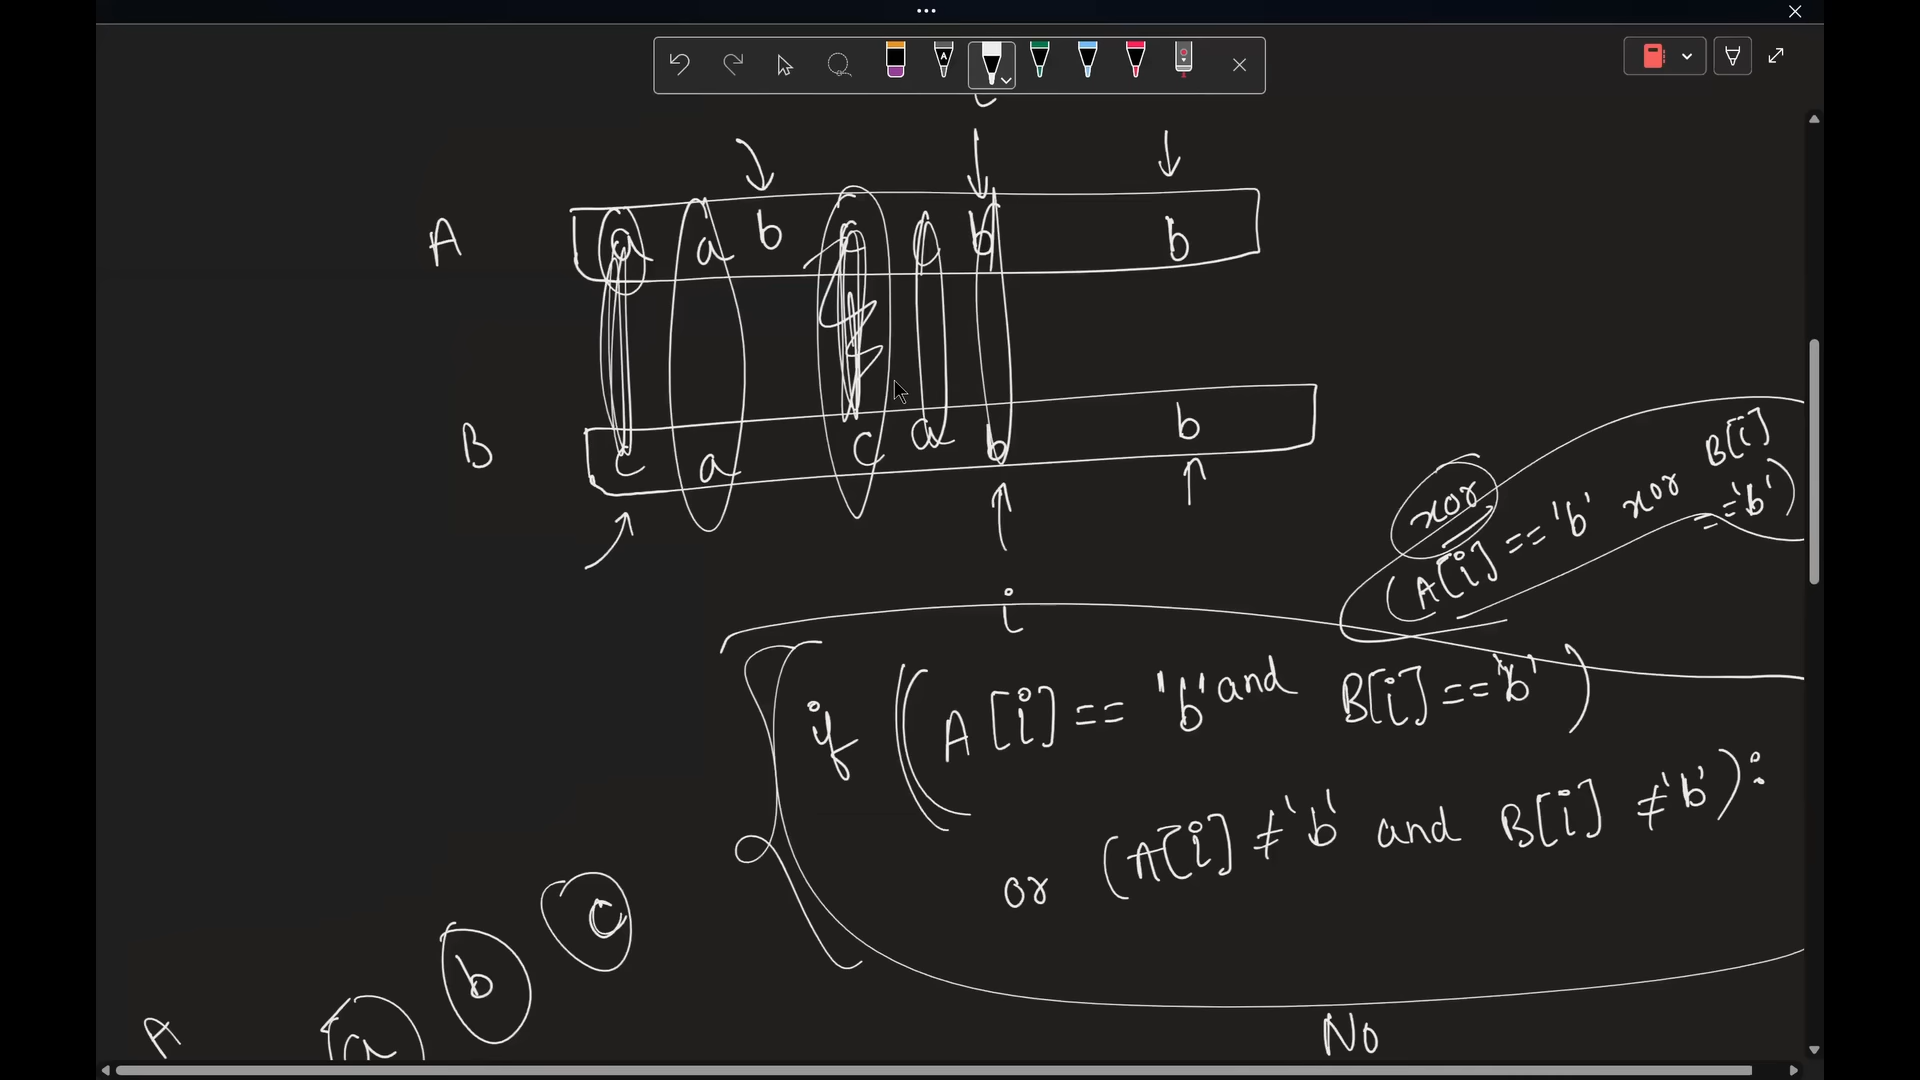 i
A a a b c a b b
B c a c a b b
i
xor
(A[i] == 'b' xor B[i] == 'b')
if ((A[i] == 'b' and B[i] == 'b')
or (A[i] ≠ 'b' and B[i] ≠ 'b'):
c
b
a
A
No